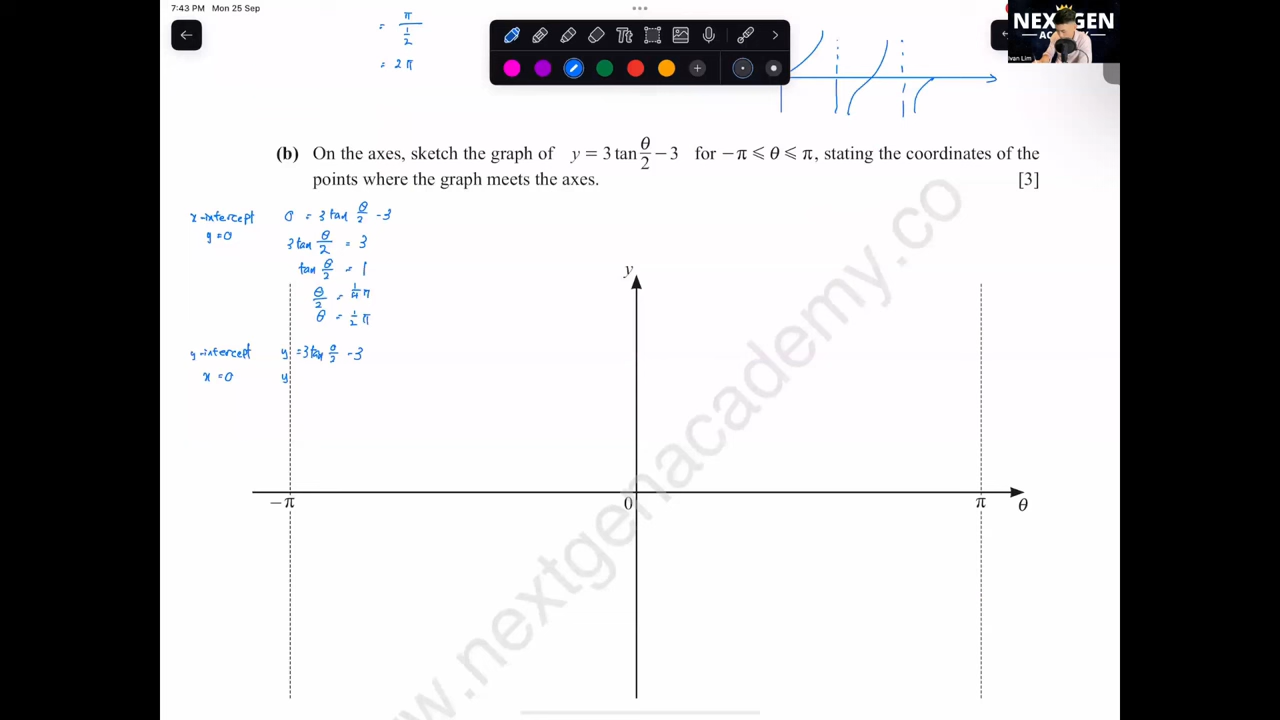 7:43 PM Mon 25 Sep
= π / (1/2)
= 2π
Tt
NEXTGEN
Ivan Lim
(b) On the axes, sketch the graph of y = 3 tan θ/2 − 3 for −π ⩽ θ ⩽ π, stating the coordinates of the
points where the graph meets the axes. [3]
x-intercept 0 = 3 tan θ/2 - 3
y = 0
3 tan θ/2 = 3
tan θ/2 = 1
θ/2 = 1/4 π
θ = 1/2 π
y-intercept y = 3 tan θ/2 - 3
x = 0 y
y
−π 0 π θ
www.nextgenacademy.co